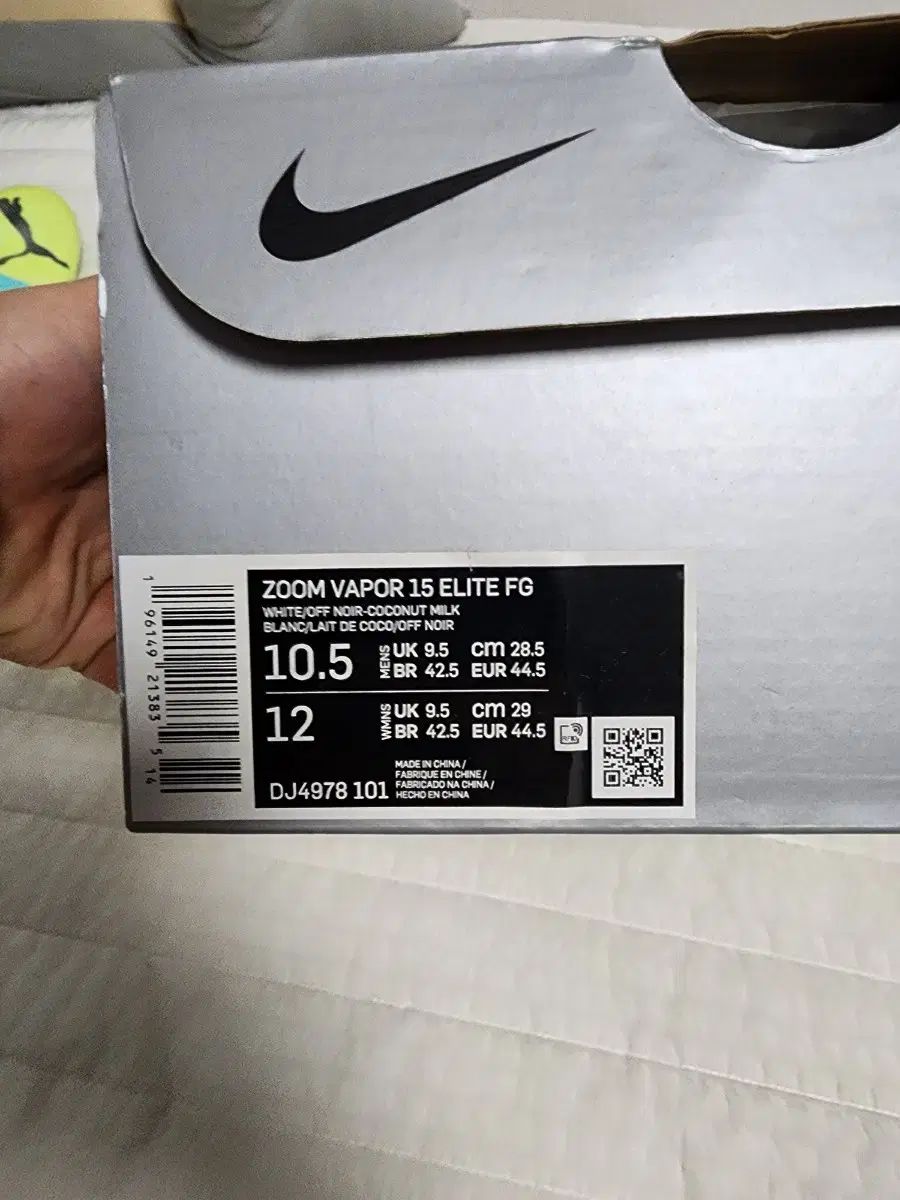 ZOOM VAPOR 15 ELITE FG
WHITE/OFF NOIR-COCONUT MILK
BLANC/LAIT DE COCO/OFF NOIR
10.5 MENS UK 9.5 CM 28.5
BR 42.5 EUR 44.5
12 WMNS UK 9.5 CM 29
BR 42.5 EUR 44.5
RFID
MADE IN CHINA /
FABRIQUE EN CHINE /
FABRICADO NA CHINA /
HECHO EN CHINA
DJ4978 101
1 96149 21383 5 14